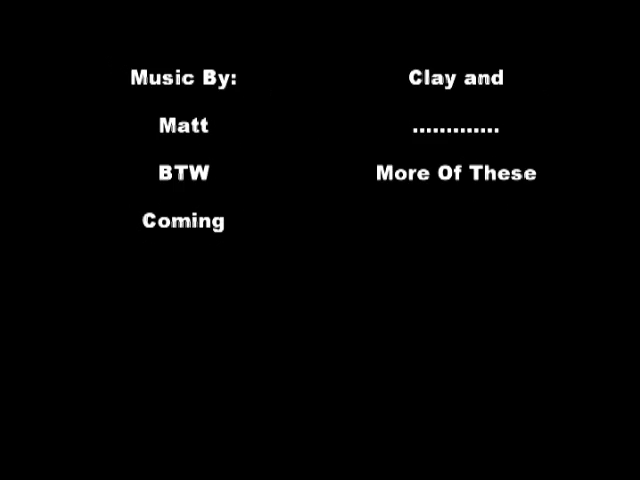 Music By: Clay and
Matt .............
BTW More Of These
Coming